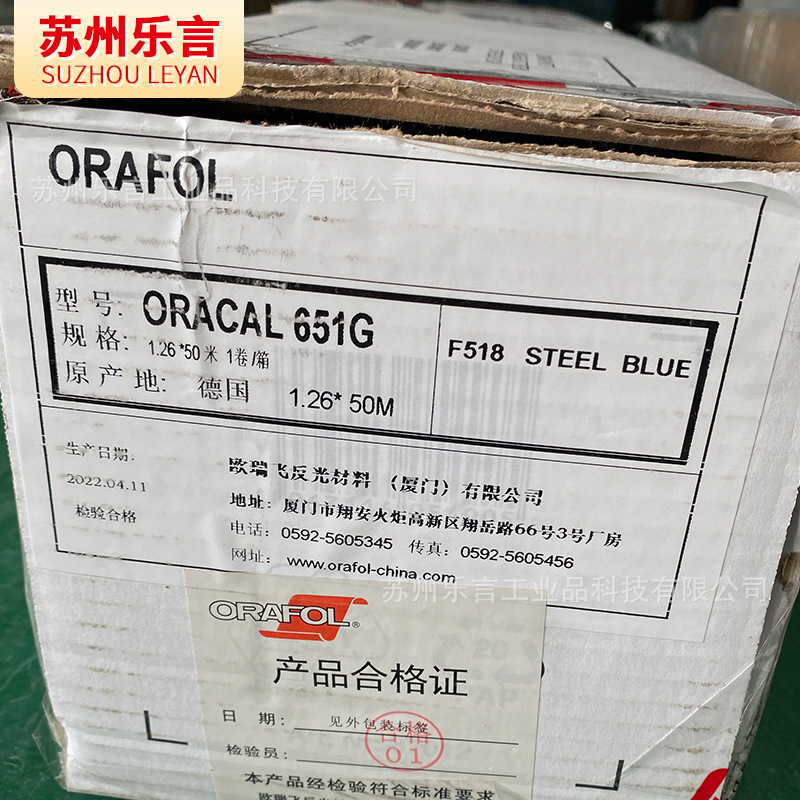 苏州乐言
SUZHOU LEYAN
ORAFOL
苏州乐言工业品科技有限公司
型号: ORACAL 651G
规格: 1.26*50米 1卷/箱
原产地: 德国 1.26* 50M
F518 STEEL BLUE
生产日期:
2022.04.11
检验合格
欧瑞飞反光材料 (厦门) 有限公司
地址: 厦门市翔安火炬高新区翔岳路66号3号厂房
电话: 0592-5605345 传真: 0592-5605456
网址: www.orafol-china.com
苏州乐言工业品科技有限公司
ORAFOL®
产品合格证
日期: 见外包装标签
合格
01
检验员:
本产品经检验符合标准要求